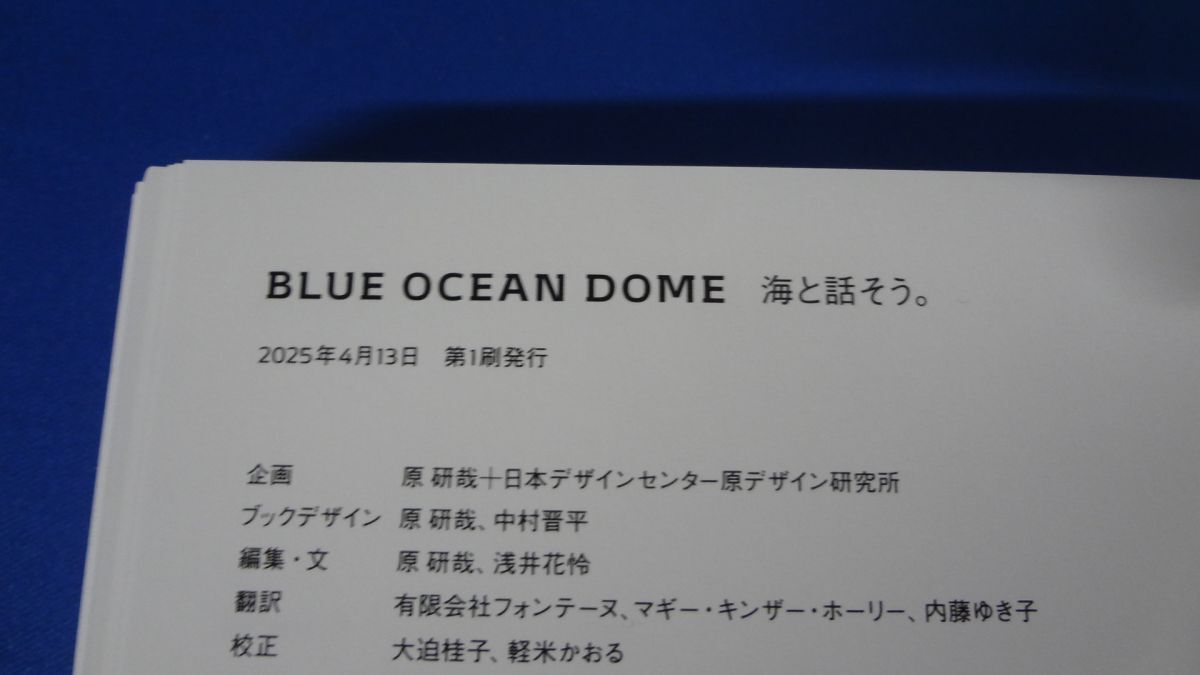 BLUE OCEAN DOME 海と話そう。
2025年4月13日 第1刷発行
企画 原 研哉+日本デザインセンター原デザイン研究所
ブックデザイン 原 研哉、中村晋平
編集・文 原 研哉、浅井花怜
翻訳 有限会社フォンテーヌ、マギー・キンザー・ホーリー、内藤ゆき子
校正 大迫桂子、軽米かおる